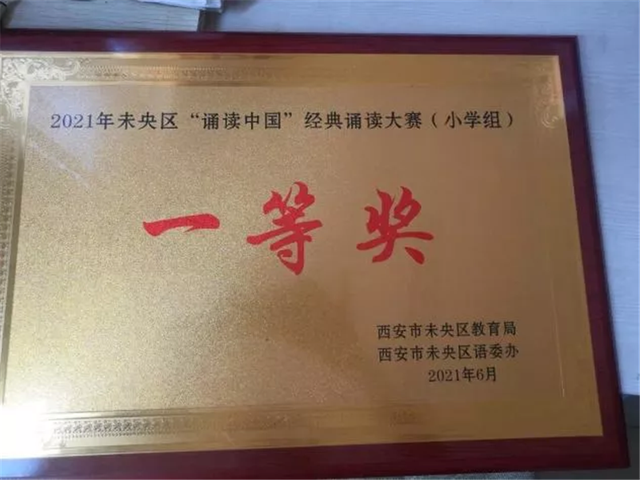 2021年未央区“诵读中国”经典诵读大赛（小学组）
一等奖
西安市未央区教育局
西安市未央区语委办
2021年6月